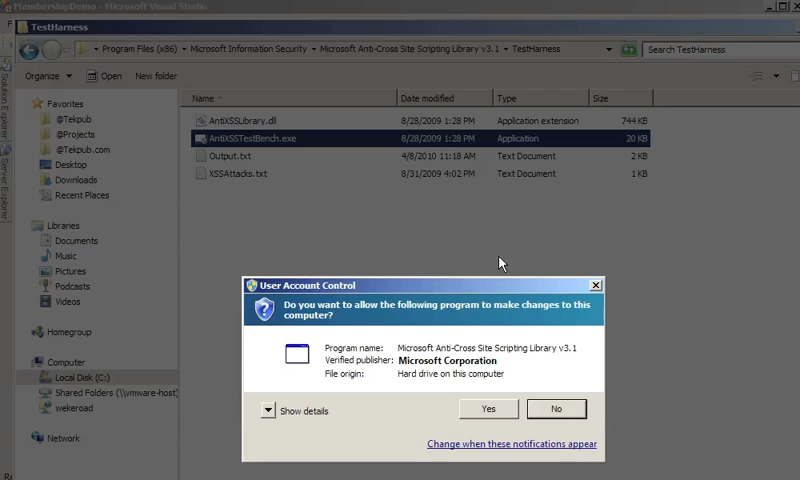 MembershipDemo - Microsoft Visual Studio
F
TestHarness
Program Files (x86) Microsoft Information Security Microsoft Anti-Cross Site Scripting Library v3.1 TestHarness
Search TestHarness
Organize Open New folder
Solution Explorer
Server Explorer
Favorites
@Tekpub
@Projects
@Tekpub.com
Desktop
Downloads
Recent Places
Libraries
Documents
Music
Pictures
Podcasts
Videos
Homegroup
Computer
Local Disk (C:)
Shared Folders (\\vmware-host)
wekeroad
Network
Re
Name Date modified Type Size
AntiXSSLibrary.dll 8/28/2009 1:28 PM Application extension 744 KB
AntiXSSTestBench.exe 8/28/2009 1:28 PM Application 20 KB
Output.txt 4/8/2010 11:18 AM Text Document 2 KB
XSSAttacks.txt 8/31/2009 4:02 PM Text Document 1 KB
User Account Control
Do you want to allow the following program to make changes to this
computer?
Program name: Microsoft Anti-Cross Site Scripting Library v3.1
Verified publisher: Microsoft Corporation
File origin: Hard drive on this computer
Show details
Yes
No
Change when these notifications appear